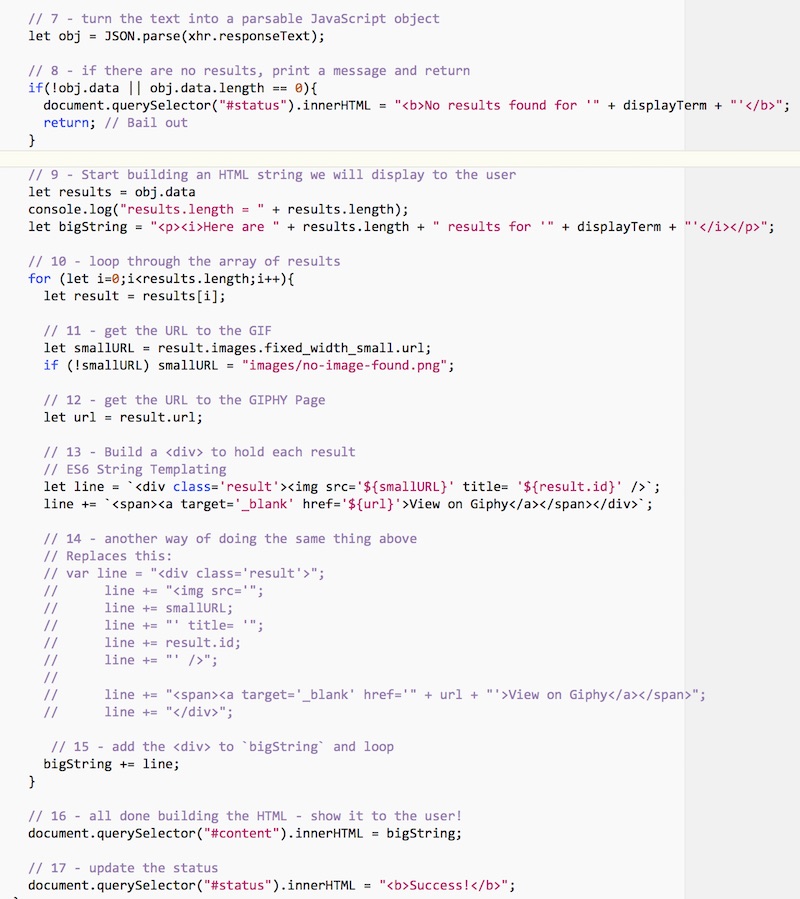 // 7 - turn the text into a parsable JavaScript object
let obj = JSON.parse(xhr.responseText);

// 8 - if there are no results, print a message and return
if(!obj.data || obj.data.length == 0){
  document.querySelector("#status").innerHTML = "<b>No results found for '" + displayTerm + "'</b>";
  return; // Bail out
}

// 9 - Start building an HTML string we will display to the user
let results = obj.data
console.log("results.length = " + results.length);
let bigString = "<p><i>Here are " + results.length + " results for '" + displayTerm + "'</i></p>";

// 10 - loop through the array of results
for (let i=0;i<results.length;i++){
  let result = results[i];

  // 11 - get the URL to the GIF
  let smallURL = result.images.fixed_width_small.url;
  if (!smallURL) smallURL = "images/no-image-found.png";

  // 12 - get the URL to the GIPHY Page
  let url = result.url;

  // 13 - Build a <div> to hold each result
  // ES6 String Templating
  let line = `<div class='result'><img src='${smallURL}' title= '${result.id}' />`;
  line += `<span><a target='_blank' href='${url}'>View on Giphy</a></span></div>`;

  // 14 - another way of doing the same thing above
  // Replaces this:
  // var line = "<div class='result'>";
  //      line += "<img src='";
  //      line += smallURL;
  //      line += "' title= '";
  //      line += result.id;
  //      line += "' />";
  //
  //      line += "<span><a target='_blank' href='" + url + "'>View on Giphy</a></span>";
  //      line += "</div>";

   // 15 - add the <div> to `bigString` and loop
  bigString += line;
}

// 16 - all done building the HTML - show it to the user!
document.querySelector("#content").innerHTML = bigString;

// 17 - update the status
document.querySelector("#status").innerHTML = "<b>Success!</b>";